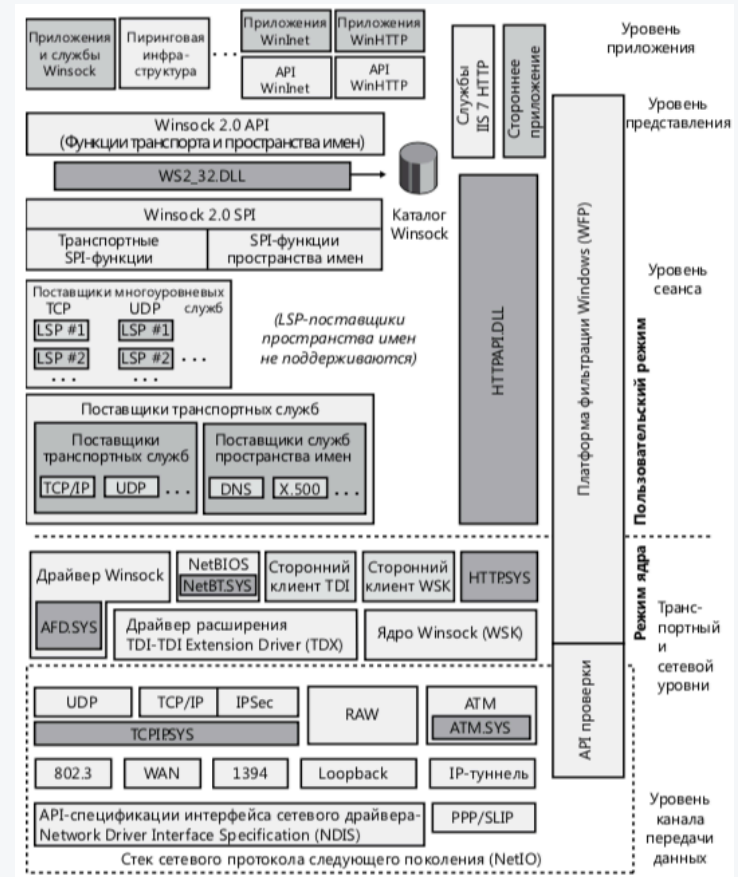 Приложения
и службы
Winsock
Пиринговая
инфра-
структура
...
Приложения
WinInet
Приложения
WinHTTP
API
WinInet
API
WinHTTP
Службы
IIS 7 HTTP
Стороннее
приложение
Уровень
приложения
Уровень
представления
Winsock 2.0 API
(Функции транспорта и пространства имен)
WS2_32.DLL
Каталог
Winsock
Winsock 2.0 SPI
Транспортные
SPI-функции
SPI-функции
пространства имен
Уровень
сеанса
Поставщики многоуровневых
TCP UDP служб
LSP #1 LSP #1
LSP #2 LSP #2 ...
... ...
(LSP-поставщики
пространства имен
не поддерживаются)
HTTPAPI.DLL
Платформа фильтрации Windows (WFP)
Пользовательский режим
Поставщики транспортных служб
Поставщики
транспортных служб
TCP/IP UDP ...
Поставщики служб
пространства имен
DNS X.500 ...
Режим ядра
Драйвер Winsock
AFD.SYS
NetBIOS
NetBT.SYS
Сторонний
клиент TDI
Сторонний
клиент WSK
HTTP.SYS
Драйвер расширения
TDI-TDI Extension Driver (TDX)
Ядро Winsock (WSK)
Транс-
портный
и
сетевой
уровни
UDP
TCP/IP
IPSec
TCPIP.SYS
RAW
ATM
ATM.SYS
API проверки
802.3
WAN
1394
Loopback
IP-туннель
API-спецификации интерфейса сетевого драйвера-
Network Driver Interface Specification (NDIS)
PPP/SLIP
Стек сетевого протокола следующего поколения (NetIO)
Уровень
канала
передачи
данных